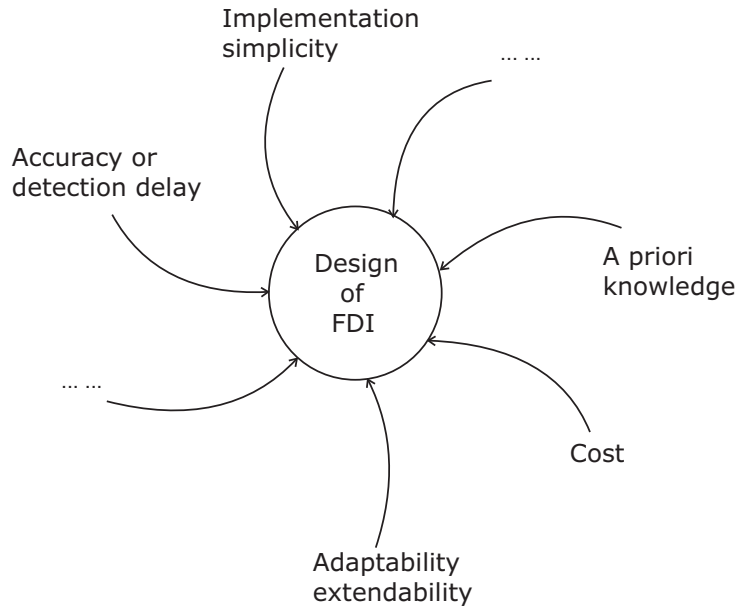 Implementation
simplicity
... ...
Accuracy or
detection delay
A priori
knowledge
Design
of
FDI
... ...
Cost
Adaptability
extendability